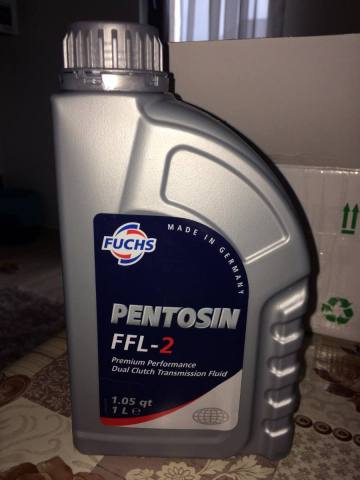 MADE IN GERMANY
FUCHS
PENTOSIN
FFL-2
Premium Performance
Dual Clutch Transmission Fluid
1.05 qt
1 L ℮